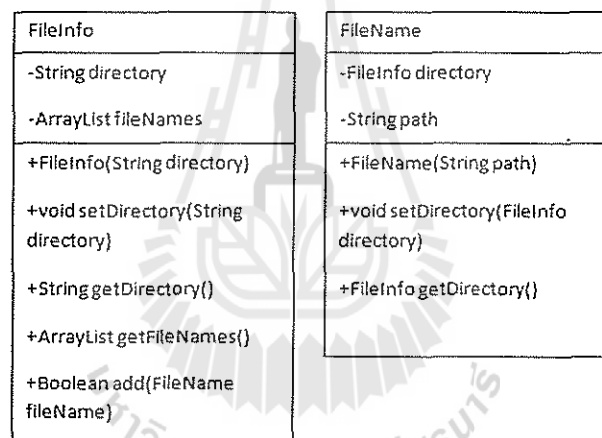 FileInfo
-String directory
-ArrayList fileNames
+FileInfo(String directory)
+void setDirectory(String
directory)
+String getDirectory()
+ArrayList getFileNames()
+Boolean add(FileName
fileName)
FileName
-FileInfo directory
-String path
+FileName(String path)
+void setDirectory(FileInfo
directory)
+FileInfo getDirectory()